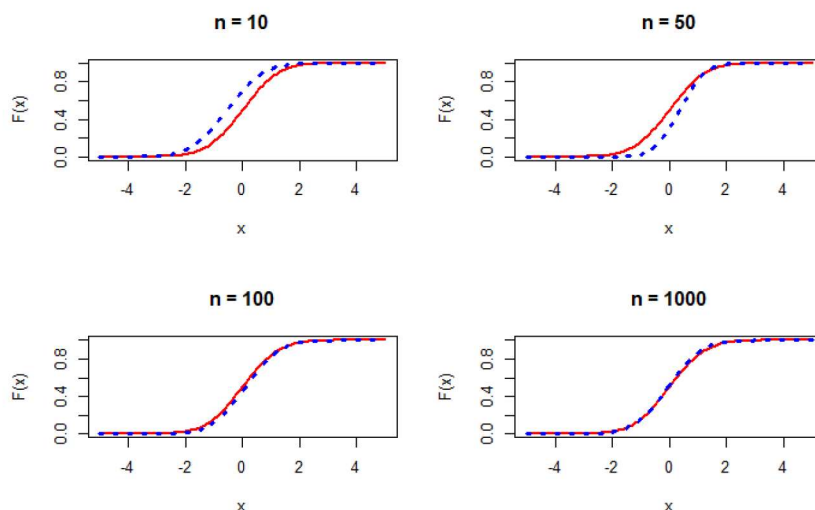 n = 10
F(x)
0.0 0.4 0.8
-4 -2 0 2 4
x
n = 50
F(x)
0.0 0.4 0.8
-4 -2 0 2 4
x
n = 100
F(x)
0.0 0.4 0.8
-4 -2 0 2 4
x
n = 1000
F(x)
0.0 0.4 0.8
-4 -2 0 2 4
x